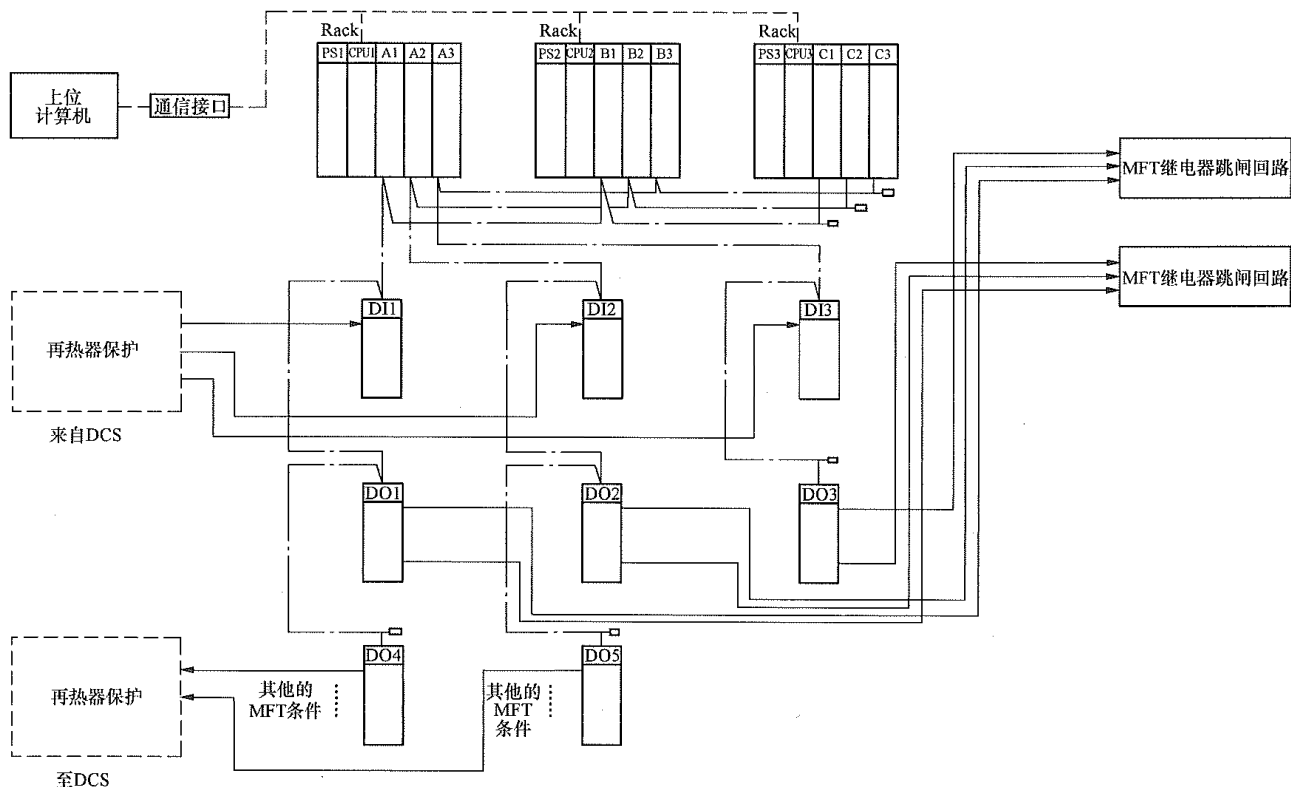 Rack
Rack
Rack
PS1 CPU1 A1 A2 A3
PS2 CPU2 B1 B2 B3
PS3 CPU3 C1 C2 C3
上位
计算机
通信接口
MFT继电器跳闸回路
MFT继电器跳闸回路
DI1
DI2
DI3
再热器保护
来自DCS
DO1
DO2
DO3
再热器保护
至DCS
DO4
DO5
其他的
MFT条件
其他的
MFT
条件